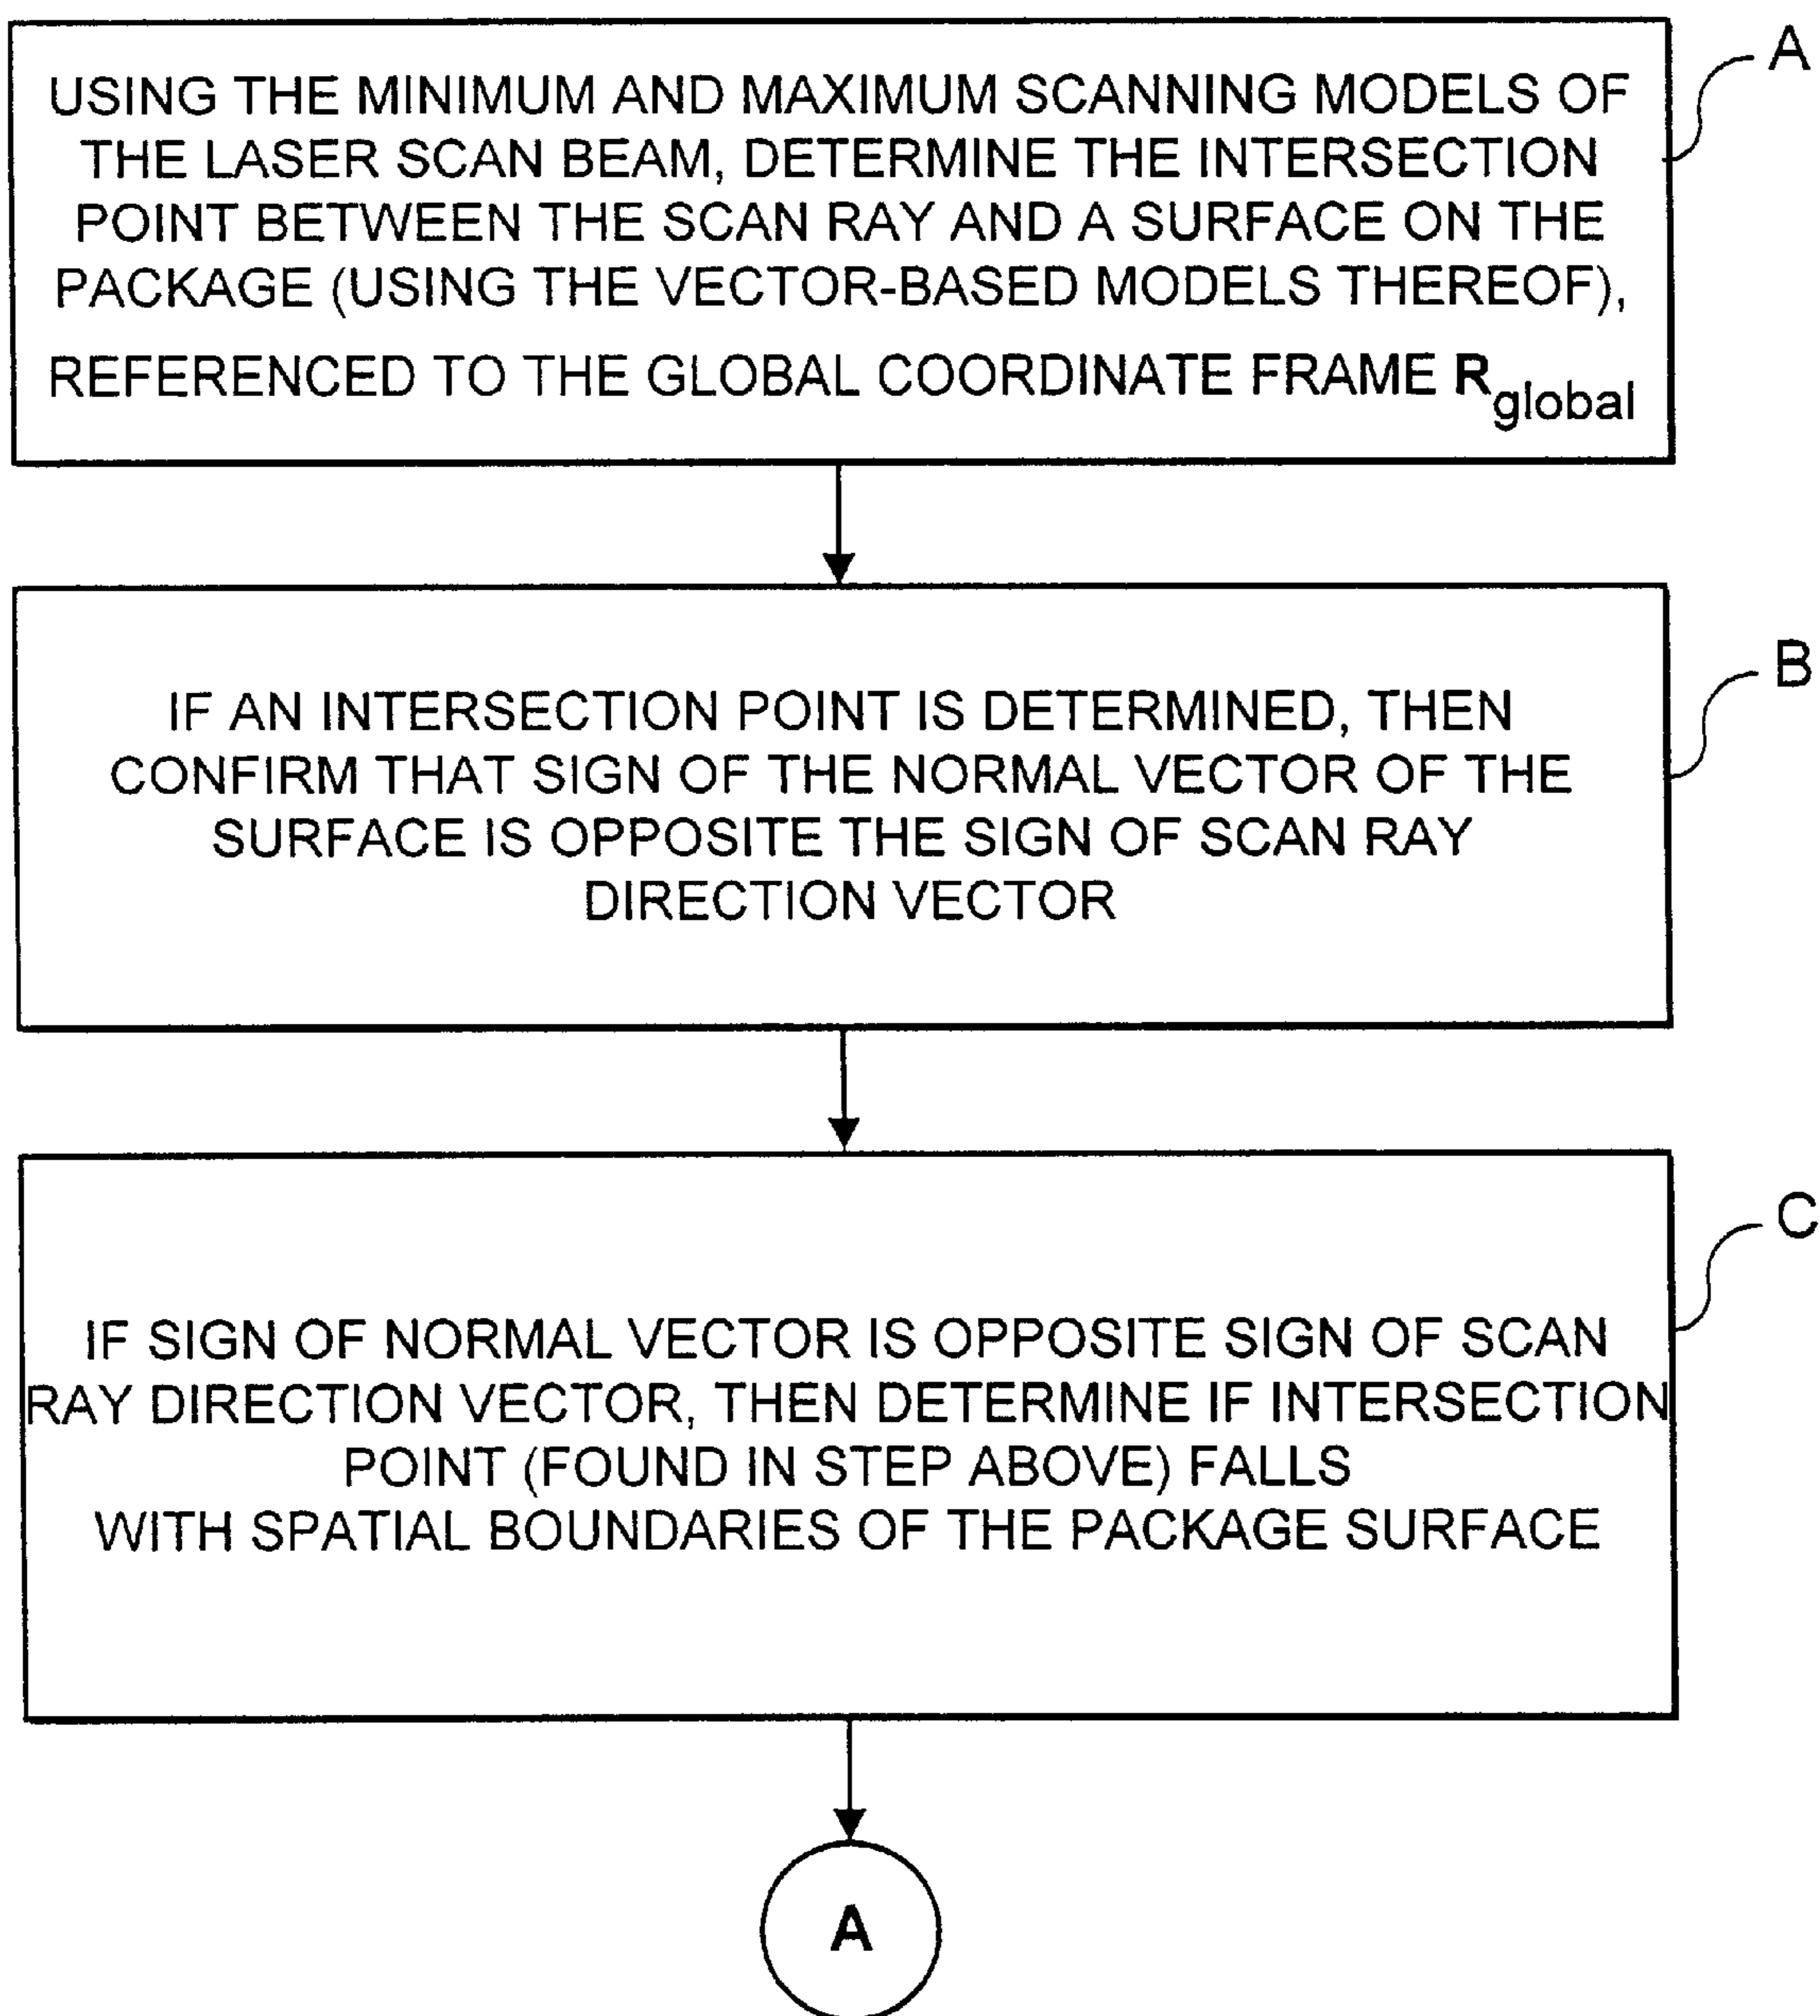 USING THE MINIMUM AND MAXIMUM SCANNING MODELS OF
THE LASER SCAN BEAM, DETERMINE THE INTERSECTION
POINT BETWEEN THE SCAN RAY AND A SURFACE ON THE
PACKAGE (USING THE VECTOR-BASED MODELS THEREOF),
REFERENCED TO THE GLOBAL COORDINATE FRAME Rglobal
A
IF AN INTERSECTION POINT IS DETERMINED, THEN
CONFIRM THAT SIGN OF THE NORMAL VECTOR OF THE
SURFACE IS OPPOSITE THE SIGN OF SCAN RAY
DIRECTION VECTOR
B
IF SIGN OF NORMAL VECTOR IS OPPOSITE SIGN OF SCAN
RAY DIRECTION VECTOR, THEN DETERMINE IF INTERSECTION
POINT (FOUND IN STEP ABOVE) FALLS
WITH SPATIAL BOUNDARIES OF THE PACKAGE SURFACE
C
A